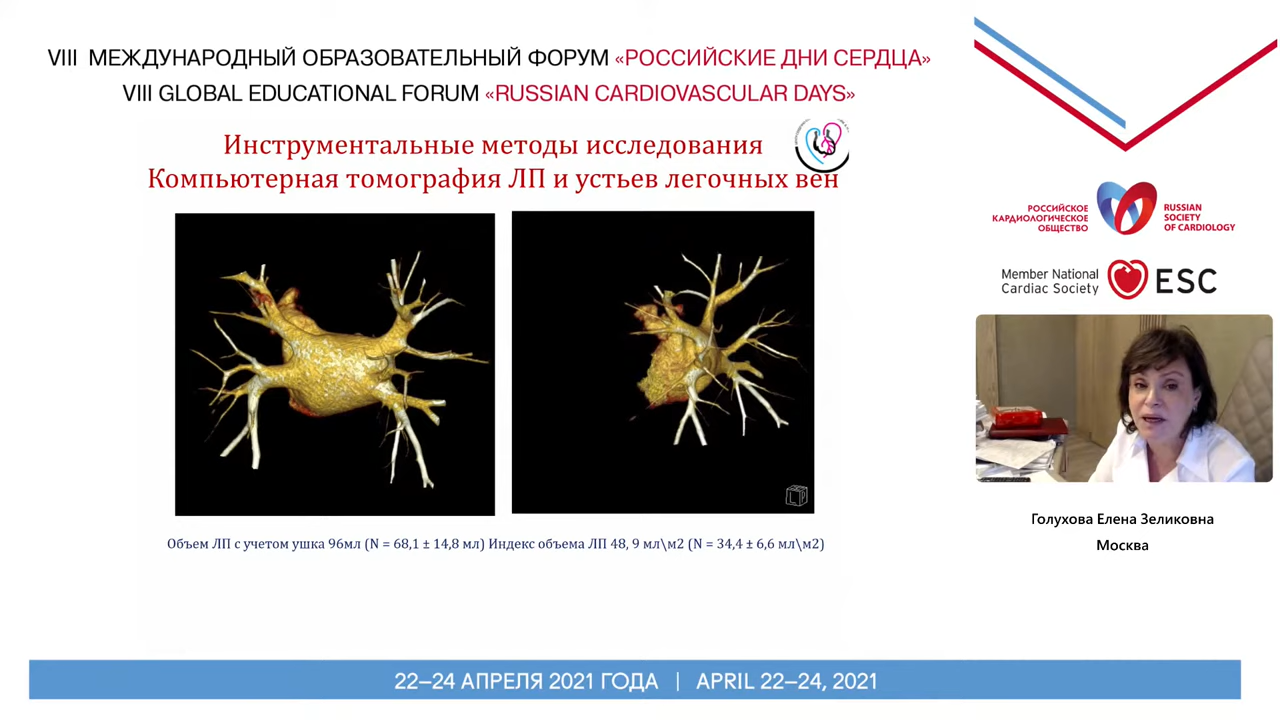 VIII МЕЖДУНАРОДНЫЙ ОБРАЗОВАТЕЛЬНЫЙ ФОРУМ «РОССИЙСКИЕ ДНИ СЕРДЦА»
VIII GLOBAL EDUCATIONAL FORUM «RUSSIAN CARDIOVASCULAR DAYS»
Инструментальные методы исследования
Компьютерная томография ЛП и устьев легочных вен
Объем ЛП с учетом ушка 96мл (N = 68,1 ± 14,8 мл) Индекс объема ЛП 48, 9 мл\м2 (N = 34,4 ± 6,6 мл\м2)
РОССИЙСКОЕ
КАРДИОЛОГИЧЕСКОЕ
ОБЩЕСТВО
RUSSIAN
SOCIETY
OF CARDIOLOGY
Member National
Cardiac Society
ESC
Голухова Елена Зеликовна
Москва
22–24 АПРЕЛЯ 2021 ГОДА | APRIL 22–24, 2021